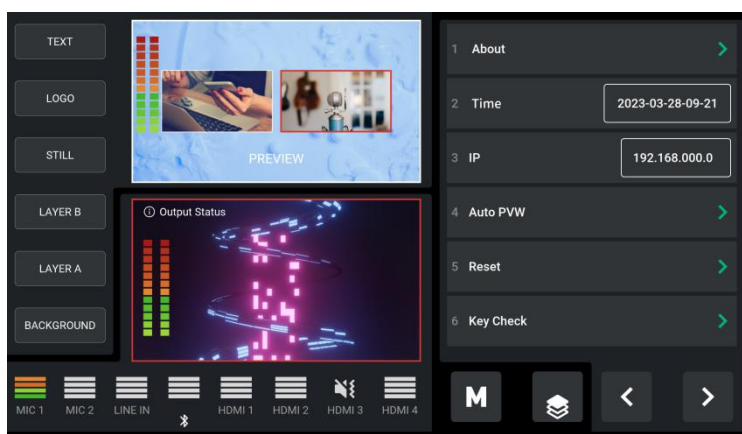 TEXT
LOGO
STILL
LAYER B
LAYER A
BACKGROUND
PREVIEW
Output Status
MIC 1
MIC 2
LINE IN
HDMI 1
HDMI 2
HDMI 3
HDMI 4
1 About
2 Time 2023-03-28-09-21
3 IP 192.168.000.0
4 Auto PVW
5 Reset
6 Key Check
M